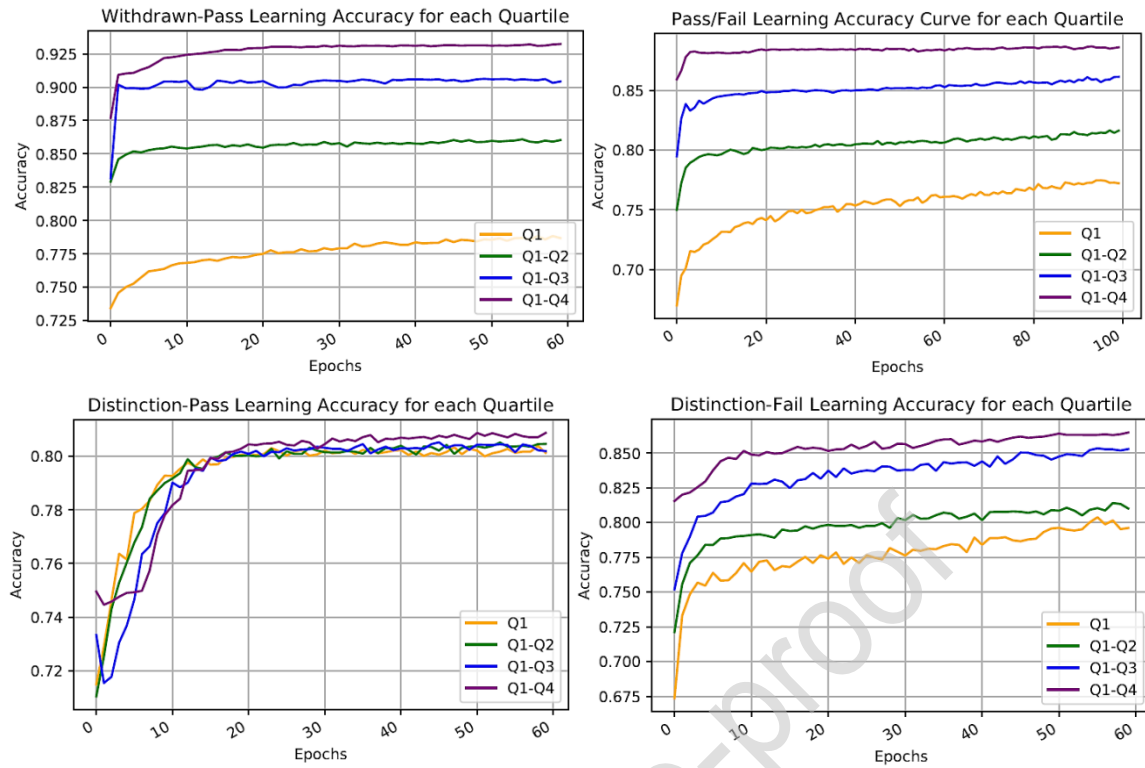 Withdrawn-Pass Learning Accuracy for each Quartile
0.925
0.900
0.875
0.850
0.825
0.800
0.775
0.750
0.725
Accuracy
0
10
20
30
40
50
60
Epochs
Q1
Q1-Q2
Q1-Q3
Q1-Q4
Pass/Fail Learning Accuracy Curve for each Quartile
0.85
0.80
0.75
0.70
Accuracy
0
20
40
60
80
100
Epochs
Q1
Q1-Q2
Q1-Q3
Q1-Q4
Distinction-Pass Learning Accuracy for each Quartile
0.80
0.78
0.76
0.74
0.72
Accuracy
0
10
20
30
40
50
60
Epochs
Q1
Q1-Q2
Q1-Q3
Q1-Q4
Distinction-Fail Learning Accuracy for each Quartile
0.850
0.825
0.800
0.775
0.750
0.725
0.700
0.675
Accuracy
0
10
20
30
40
50
60
Epochs
Q1
Q1-Q2
Q1-Q3
Q1-Q4
-proof